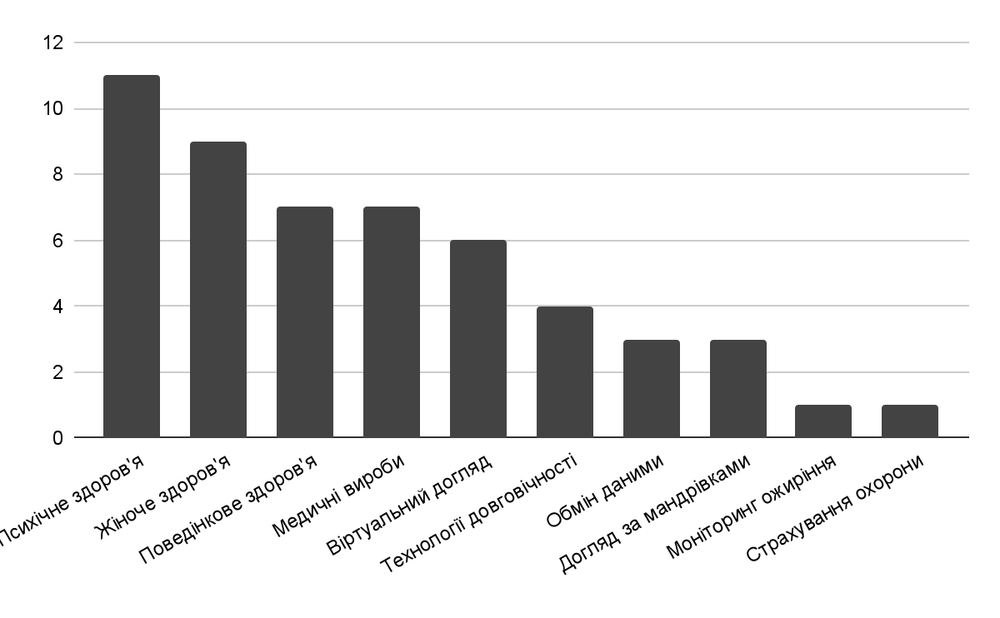 12
10
8
6
4
2
0
Психічне здоров'я
Жіноче здоров'я
Поведінкове здоров'я
Медичні вироби
Віртуальний догляд
Технології довговічності
Обмін даними
Догляд за мандрівками
Моніторинг ожиріння
Страхування охорони